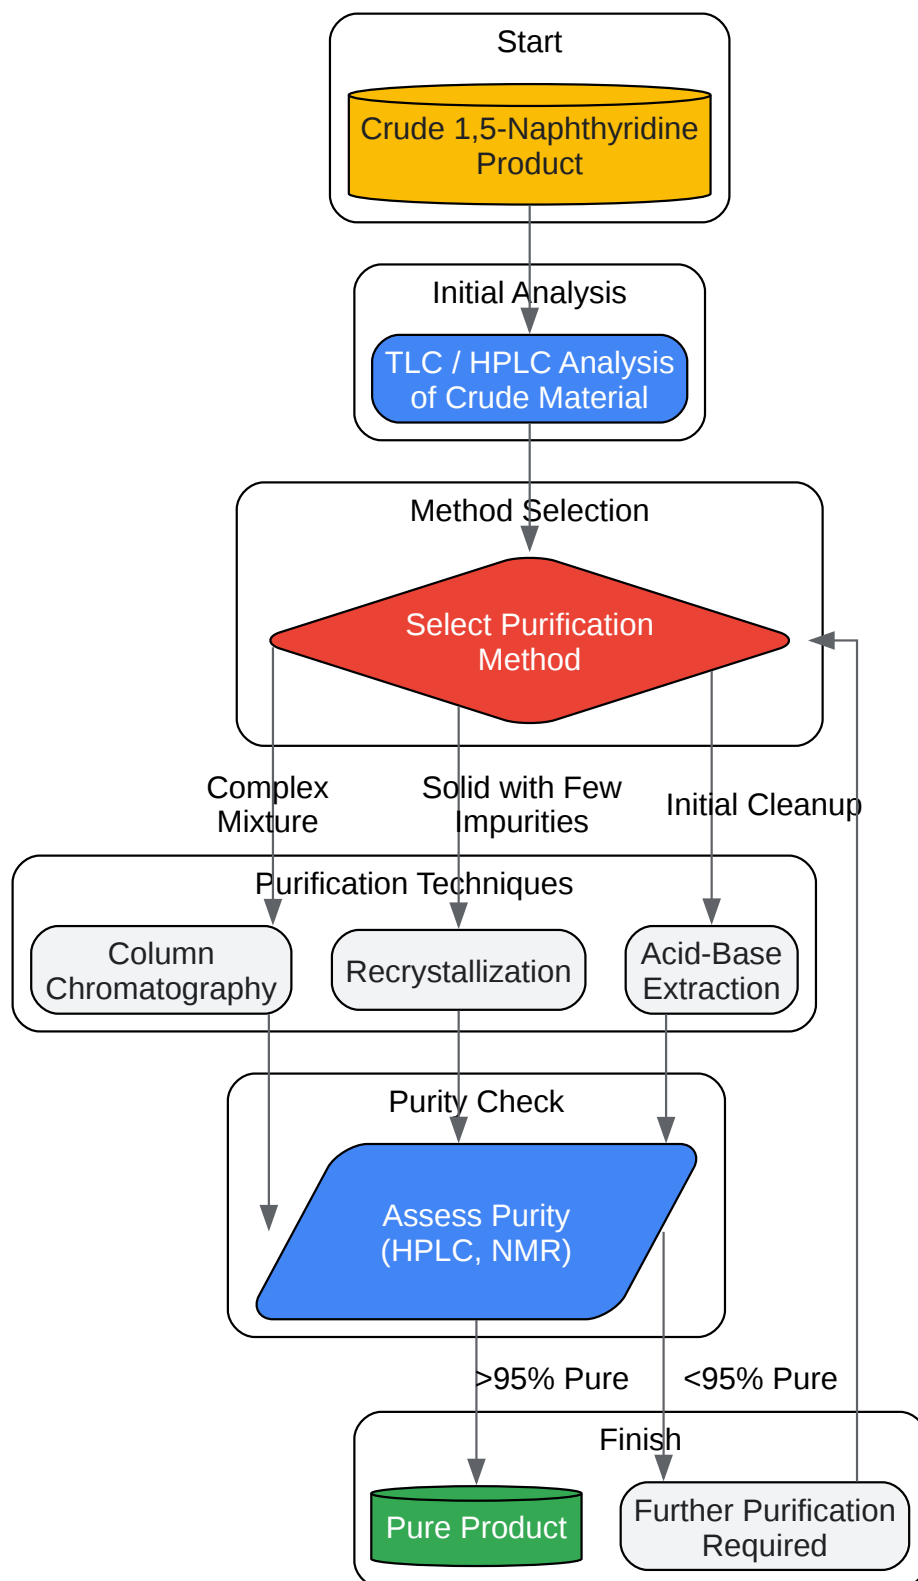 Start
Crude 1,5-Naphthyridine
Product
Initial Analysis
TLC / HPLC Analysis
of Crude Material
Method Selection
Select Purification
Method
Complex
Mixture
Solid with Few
Impurities
Initial Cleanup
Purification Techniques
Column
Chromatography
Recrystallization
Acid-Base
Extraction
Purity Check
Assess Purity
(HPLC, NMR)
>95% Pure
<95% Pure
Finish
Pure Product
Further Purification
Required